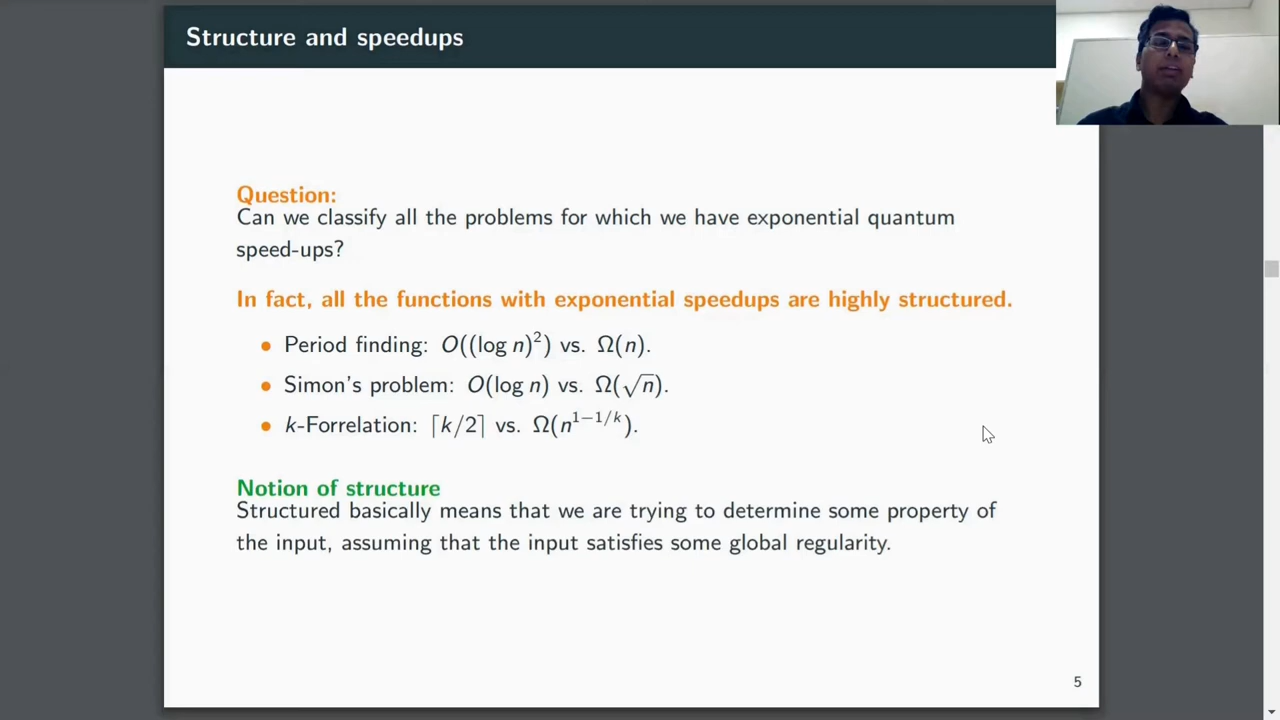 Structure and speedups
Question:
Can we classify all the problems for which we have exponential quantum
speed-ups?
In fact, all the functions with exponential speedups are highly structured.
• Period finding: O((log n)²) vs. Ω(n).
• Simon's problem: O(log n) vs. Ω(√n).
• k-Forrelation: ⌈k/2⌉ vs. Ω(n^{1−1/k}).
Notion of structure
Structured basically means that we are trying to determine some property of
the input, assuming that the input satisfies some global regularity.
5